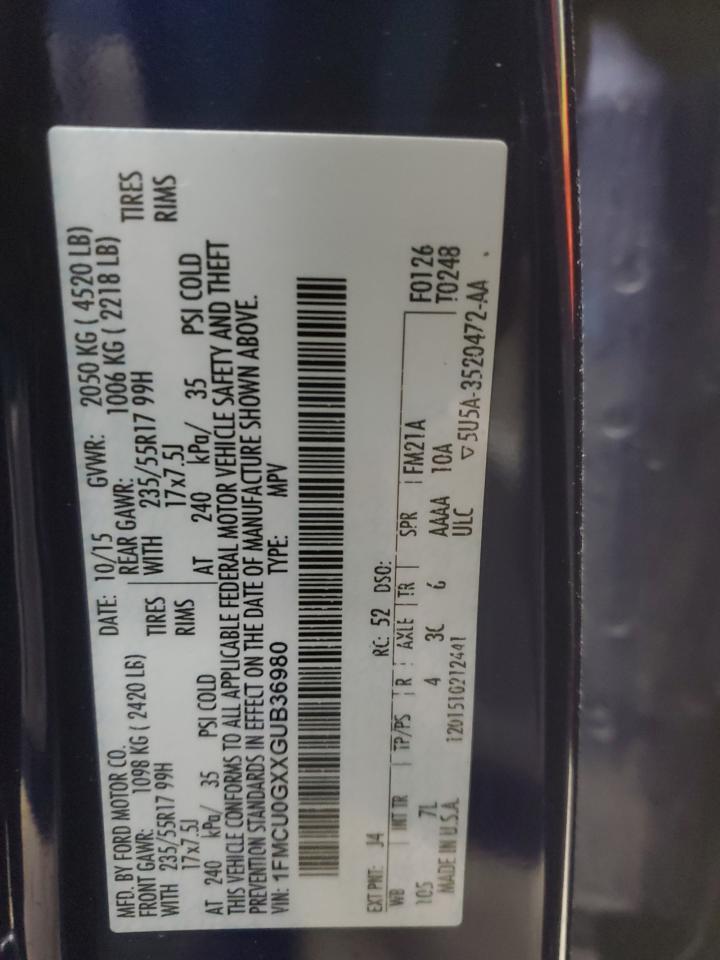 MFD. BY FORD MOTOR CO. DATE: 10/15 GVWR: 2050 KG ( 4520 LB)
FRONT GAWR: 1098 KG ( 2420 LB) REAR GAWR: 1006 KG ( 2218 LB)
WITH 235/55R17 99H TIRES WITH 235/55R17 99H TIRES
17x7.5J RIMS 17x7.5J RIMS
AT 240 kPa/ 35 PSI COLD AT 240 kPa/ 35 PSI COLD
THIS VEHICLE CONFORMS TO ALL APPLICABLE FEDERAL MOTOR VEHICLE SAFETY AND THEFT
PREVENTION STANDARDS IN EFFECT ON THE DATE OF MANUFACTURE SHOWN ABOVE.
VIN: 1FMCU0GXXGUB36980 TYPE: MPV
EXT PNT: J4 RC: 52 DSO: F0126
WB INT TR TP/PS R AXLE TR SPR FM21A T0248
105 7L 4 3C 6 AAAA 10A
MADE IN U.S.A. 1201510212441 ULC ▽5U5A-3520472-AA